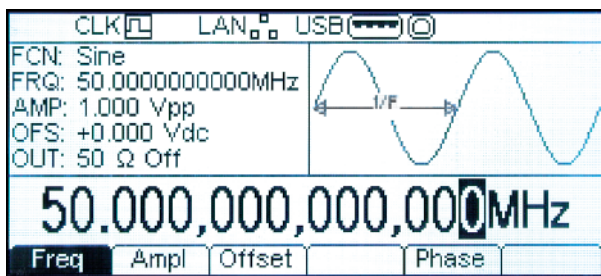 CLK LAN USB
FCN: Sine
FRQ: 50.0000000000MHz
AMP: 1.000 Vpp
OFS: +0.000 Vdc
OUT: 50 Ω Off
1/F
50.000,000,000,000MHz
Freq Ampl Offset Phase